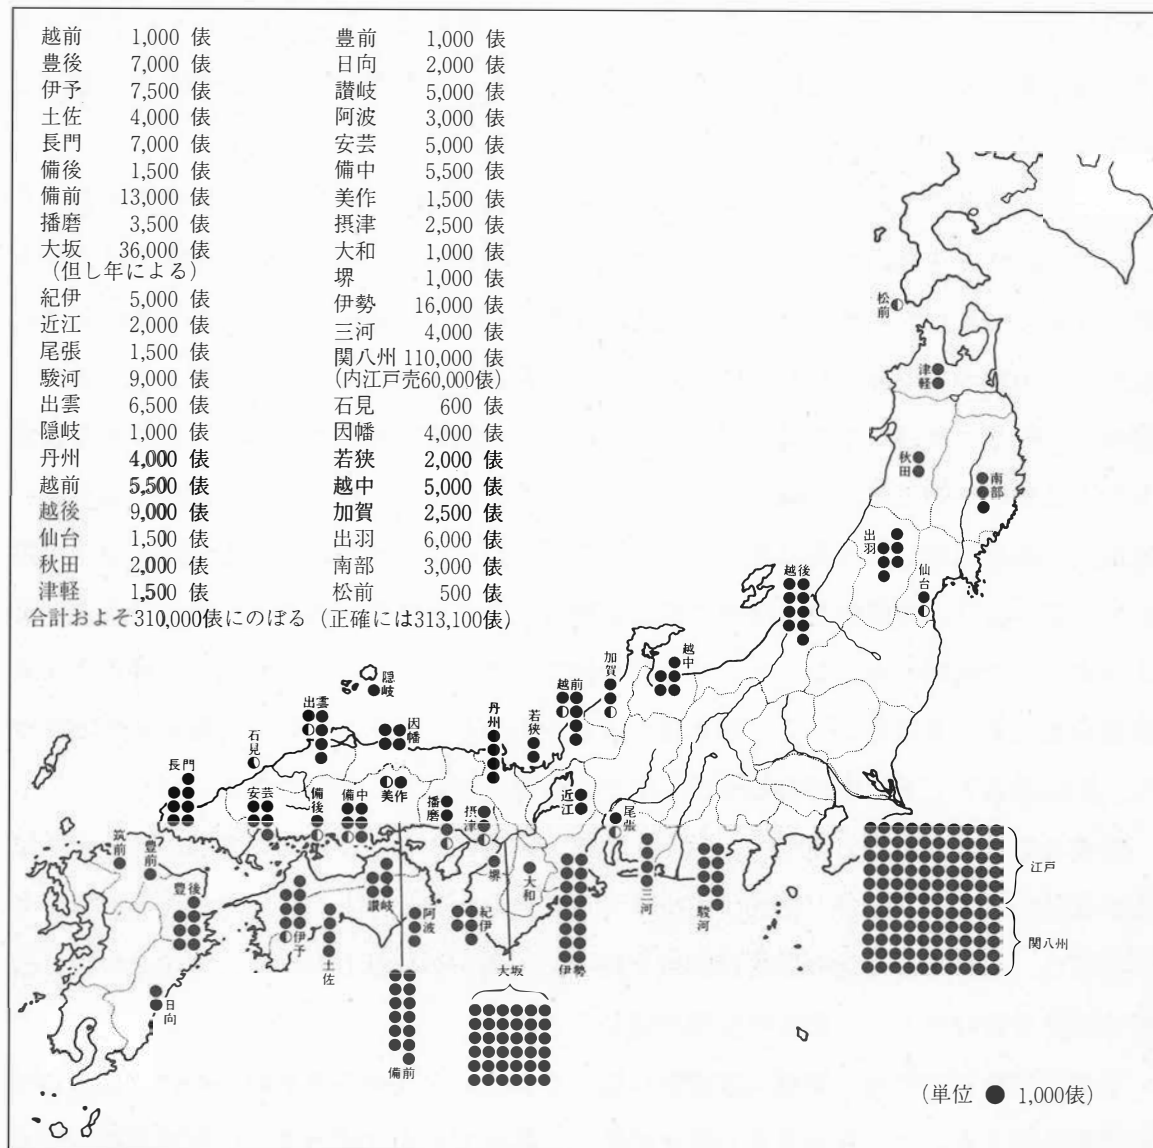 越前 1,000 俵
豊後 7,000 俵
伊予 7,500 俵
土佐 4,000 俵
長門 7,000 俵
備後 1,500 俵
備前 13,000 俵
播磨 3,500 俵
大坂 36,000 俵
(但し年による)
紀伊 5,000 俵
近江 2,000 俵
尾張 1,500 俵
駿河 9,000 俵
出雲 6,500 俵
隠岐 1,000 俵
丹州 4,000 俵
越前 5,500 俵
越後 9,000 俵
仙台 1,500 俵
秋田 2,000 俵
津軽 1,500 俵
豊前 1,000 俵
日向 2,000 俵
讃岐 5,000 俵
阿波 3,000 俵
安芸 5,000 俵
備中 5,500 俵
美作 1,500 俵
摂津 2,500 俵
大和 1,000 俵
堺 1,000 俵
伊勢 16,000 俵
三河 4,000 俵
関八州 110,000 俵
(内江戸売60,000俵)
石見 600 俵
因幡 4,000 俵
若狭 2,000 俵
越中 5,000 俵
加賀 2,500 俵
出羽 6,000 俵
南部 3,000 俵
松前 500 俵
合計およそ310,000俵にのぼる(正確には313,100俵)
松前
津軽
秋田
南部
出羽
仙台
越後
越中
加賀
越前
若狭
丹州
因幡
隠岐
出雲
石見
長門
安芸
備後
備中
美作
播磨
摂津
近江
尾張
筑前
豊前
豊後
日向
伊予
土佐
讃岐
阿波
備前
紀伊
堺
大和
大坂
伊勢
三河
駿河
江戸
関八州
(単位 ● 1,000俵)